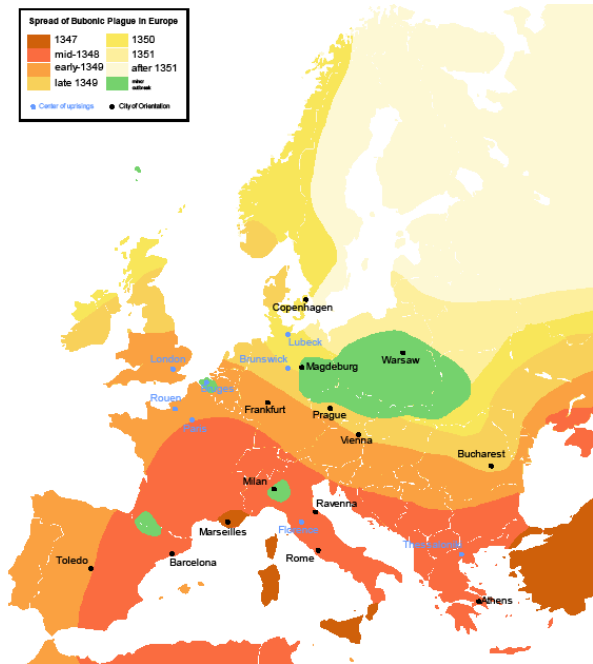 Spread of Bubonic Plague In Europe
1347
mid-1348
early-1349
late 1349
1350
1351
after 1351
minor
outbreak
Center of uprisings
City of Orientation
Copenhagen
Lubeck
London
Brunswick
Magdeburg
Warsaw
Bruges
Rouen
Frankfurt
Prague
Paris
Vienna
Bucharest
Milan
Ravenna
Marseilles
Florence
Toledo
Barcelona
Rome
Thessaloniki
Athens